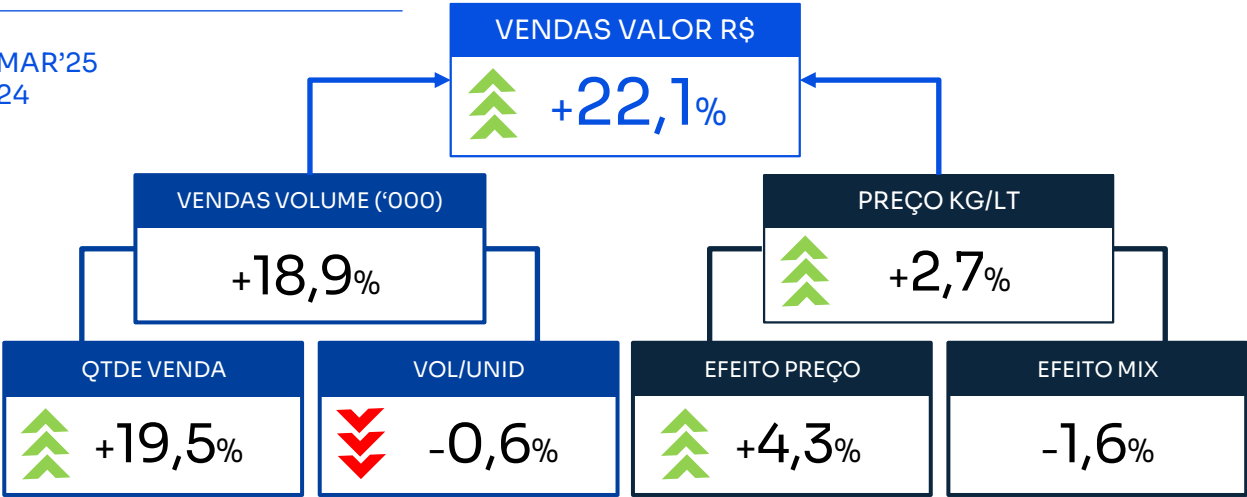 MAR’25
24
VENDAS VALOR R$
+22,1%
VENDAS VOLUME (‘000)
+18,9%
PREÇO KG/LT
+2,7%
QTDE VENDA
+19,5%
VOL/UNID
-0,6%
EFEITO PREÇO
+4,3%
EFEITO MIX
-1,6%